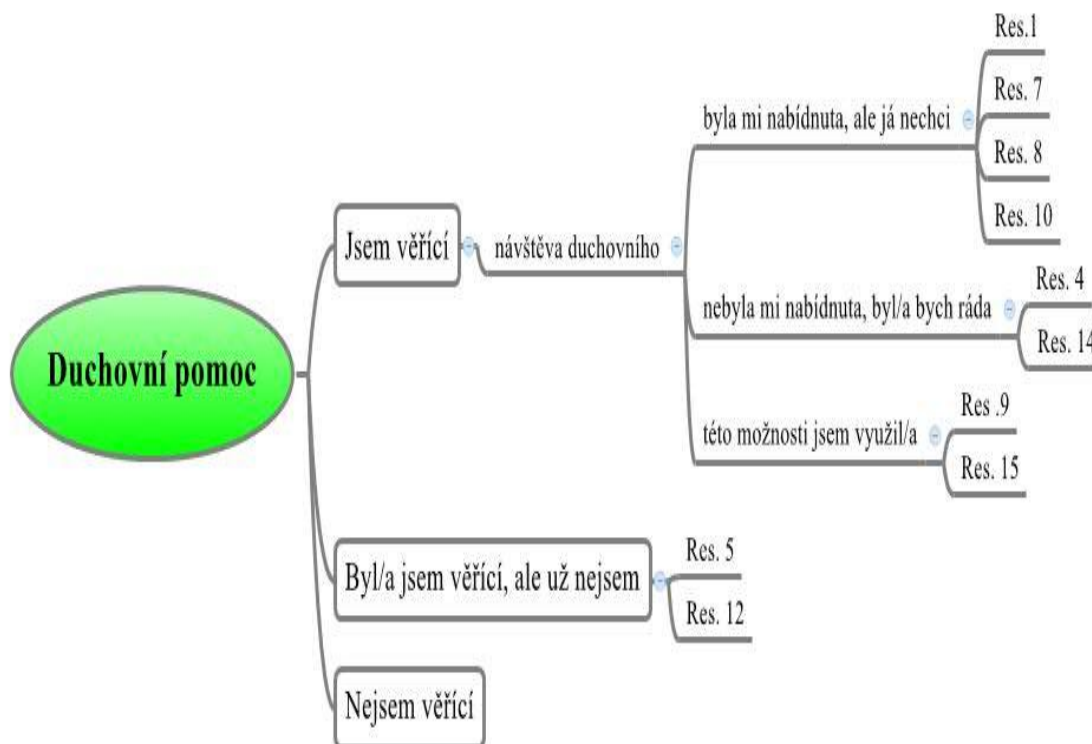 Duchovní pomoc
Jsem věřící
návštěva duchovního
byla mi nabídnuta, ale já nechci
Res.1
Res. 7
Res. 8
Res. 10
nebyla mi nabídnuta, byl/a bych ráda
Res. 4
Res. 14
této možnosti jsem využil/a
Res .9
Res. 15
Byl/a jsem věřící, ale už nejsem
Res. 5
Res. 12
Nejsem věřící